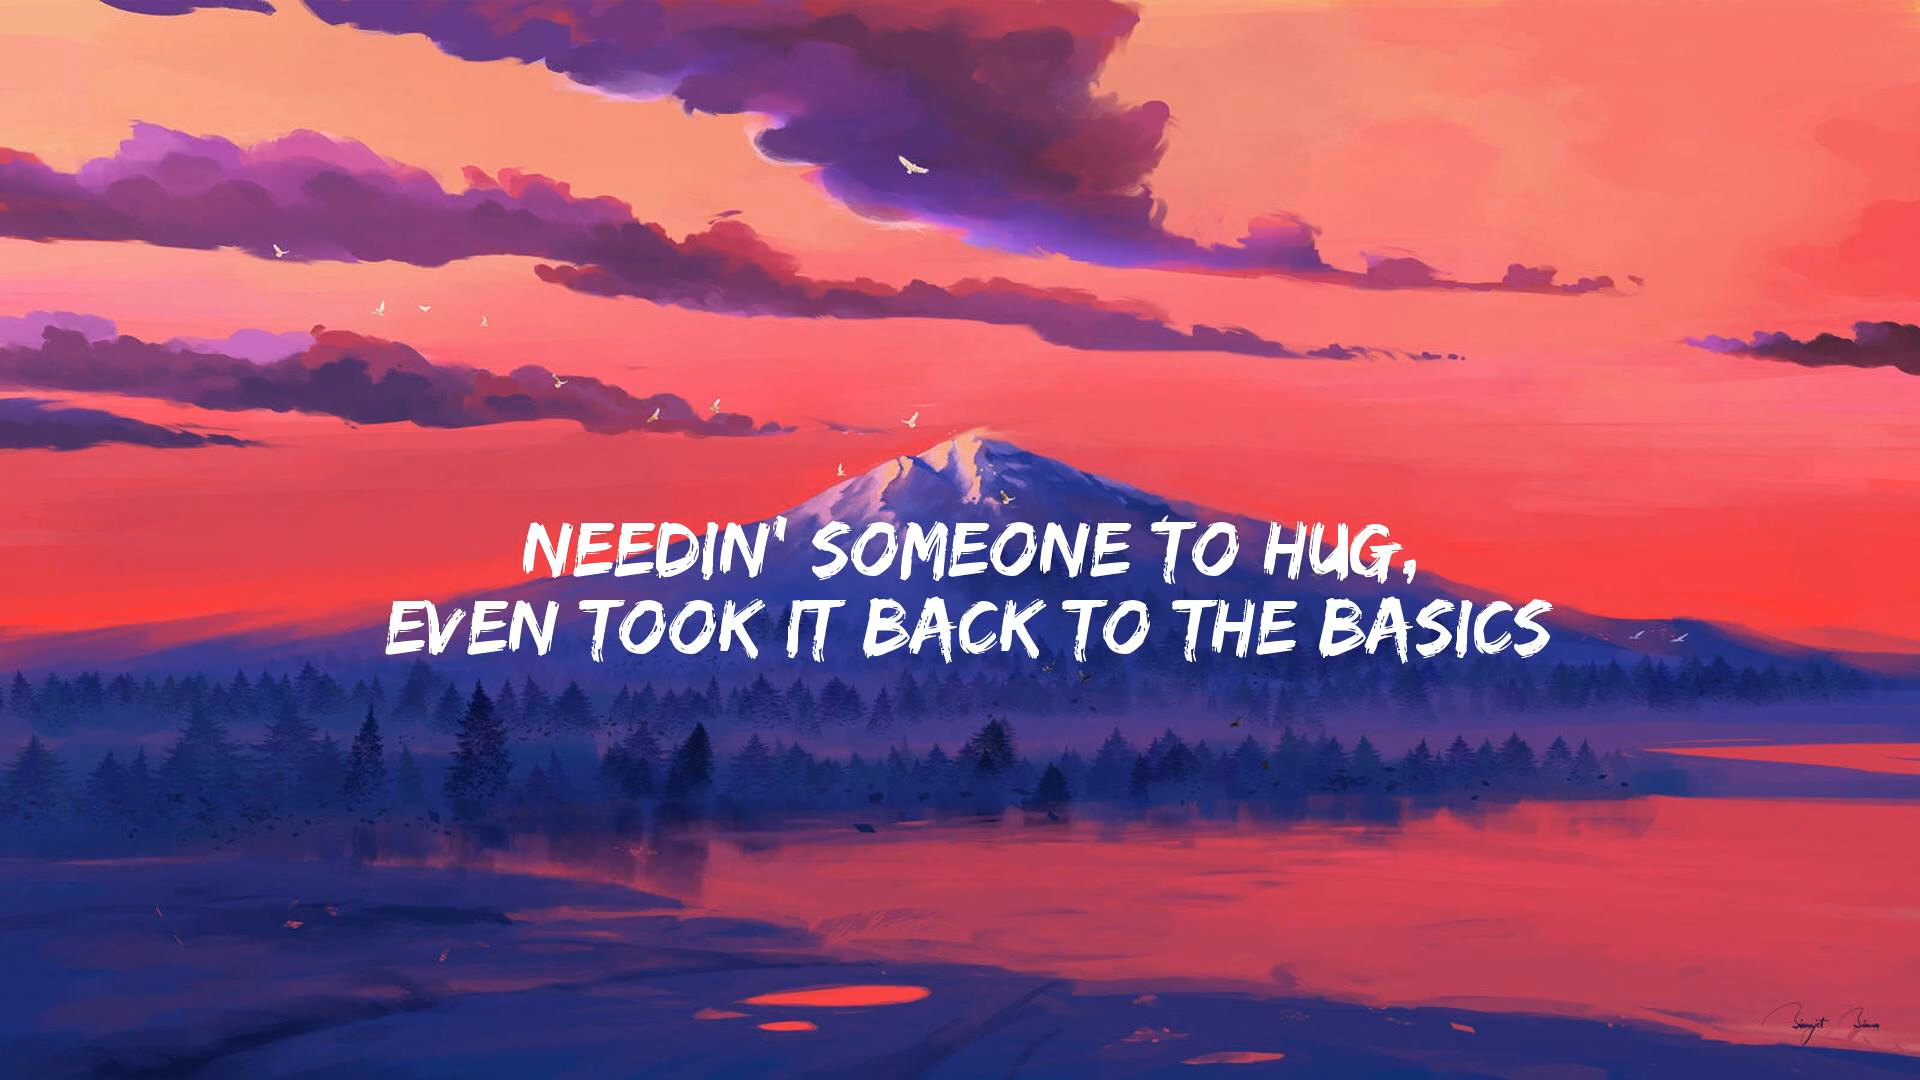 NEEDIN' SOMEONE TO HUG,
EVEN TOOK IT BACK TO THE BASICS